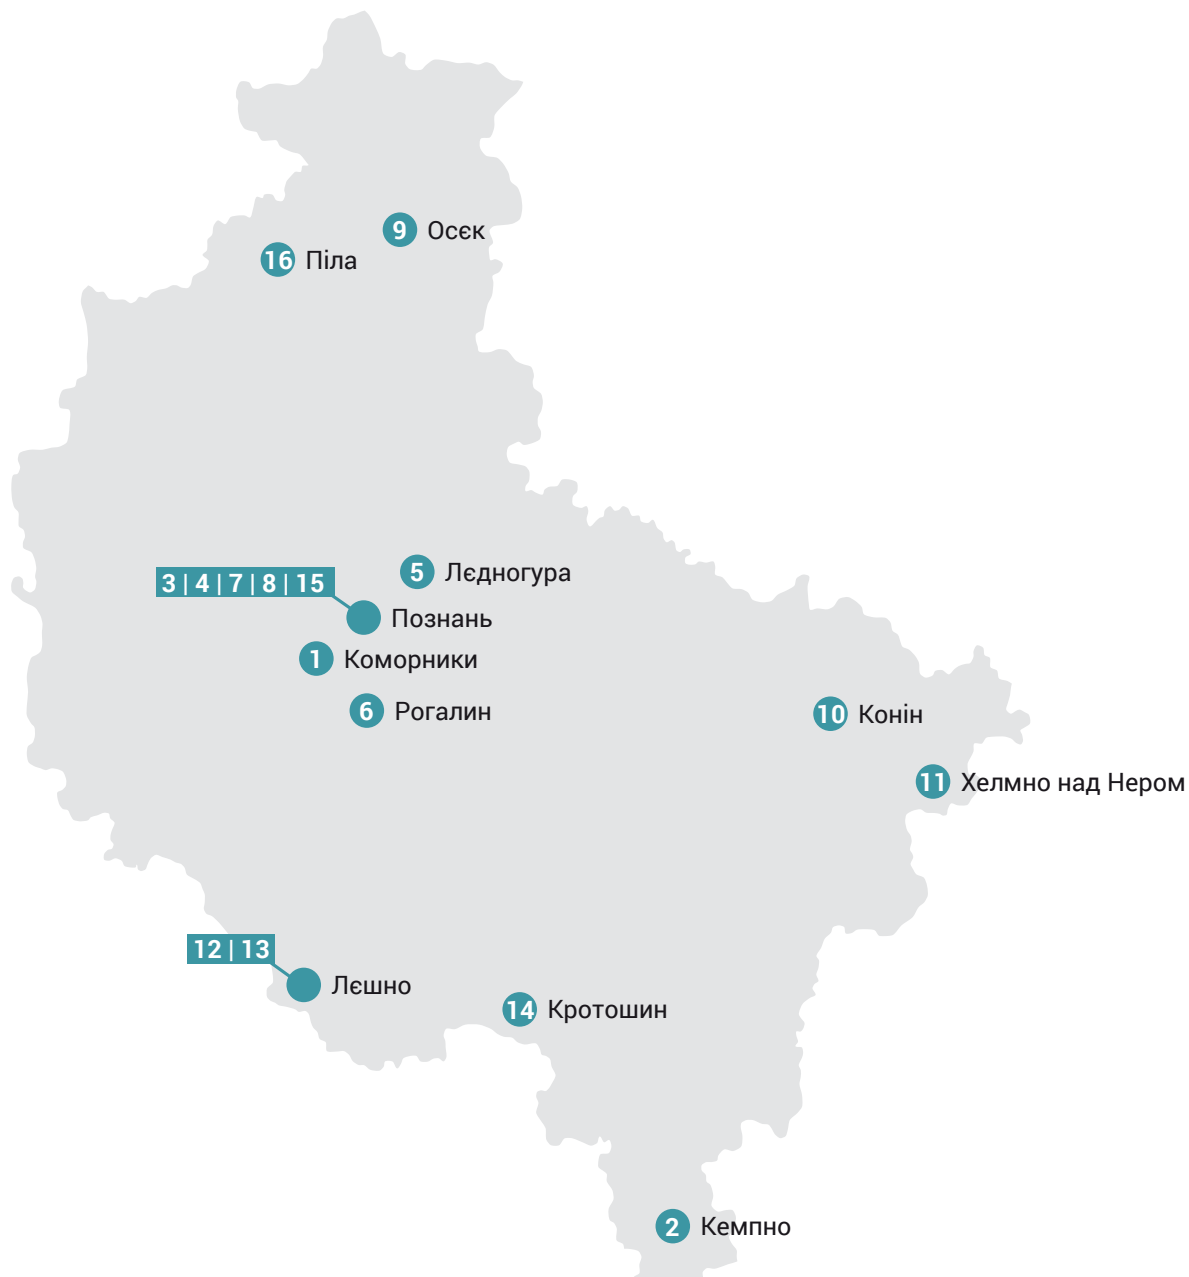 9 Осєк
16 Піла
5 Лєдногура
3 | 4 | 7 | 8 | 15
Познань
1 Коморники
6 Рогалин
10 Конін
11 Хелмно над Нером
12 | 13
Лєшно
14 Кротошин
2 Кемпно